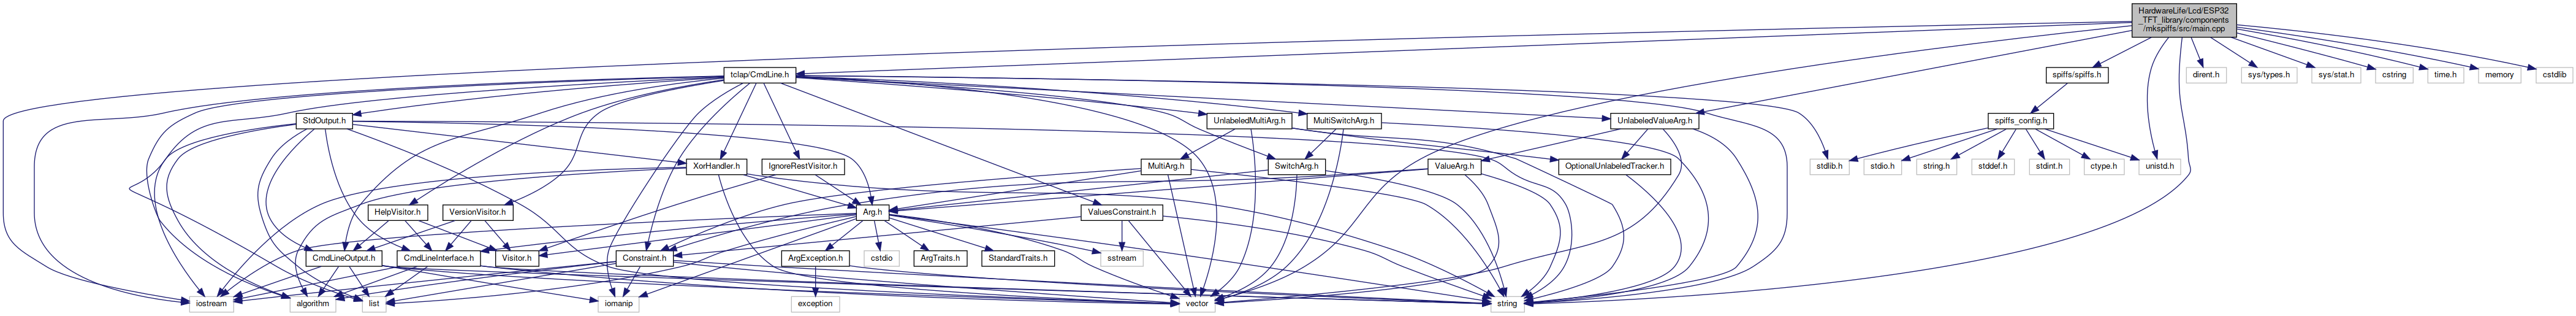 HardwareLife/Lcd/ESP32
_TFT_library/components
/mkspiffs/src/main.cpp
tclap/CmdLine.h
spiffs/spiffs.h
dirent.h
sys/types.h
sys/stat.h
cstring
time.h
memory
cstdlib
StdOutput.h
UnlabeledMultiArg.h
MultiSwitchArg.h
UnlabeledValueArg.h
spiffs_config.h
XorHandler.h
IgnoreRestVisitor.h
MultiArg.h
SwitchArg.h
ValueArg.h
OptionalUnlabeledTracker.h
stdlib.h
stdio.h
string.h
stddef.h
stdint.h
ctype.h
unistd.h
HelpVisitor.h
VersionVisitor.h
Arg.h
ValuesConstraint.h
CmdLineOutput.h
CmdLineInterface.h
Visitor.h
Constraint.h
ArgException.h
cstdio
ArgTraits.h
StandardTraits.h
sstream
iostream
algorithm
list
iomanip
exception
vector
string